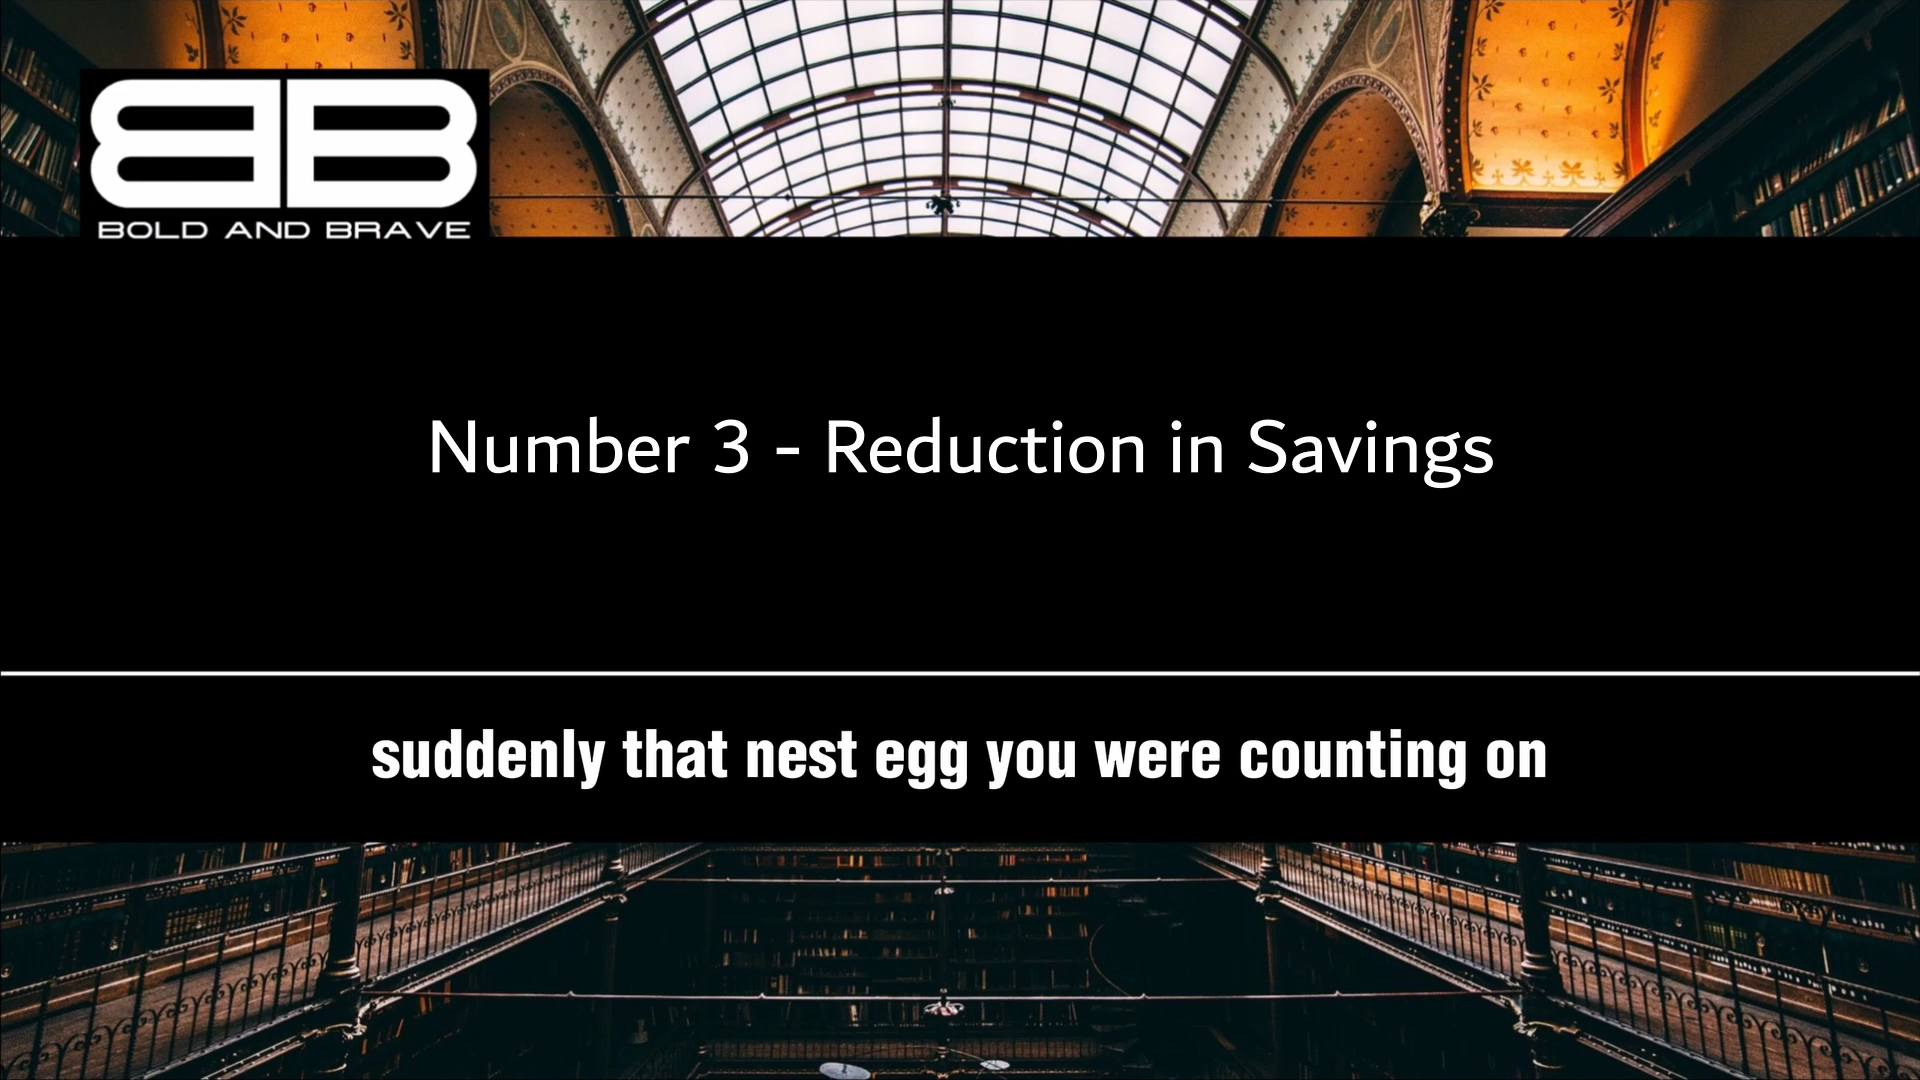 BB
BOLD AND BRAVE
Number 3 - Reduction in Savings
suddenly that nest egg you were counting on